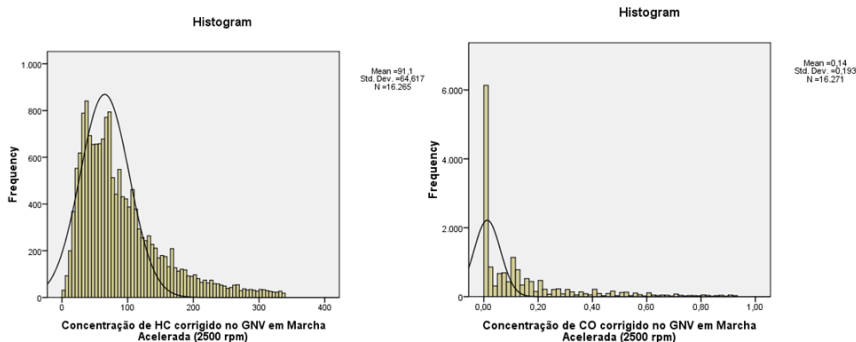 Histogram
1.000
800
600
400
200
0
Frequency
0
100
200
300
400
Concentração de HC corrigido no GNV em Marcha
Acelerada (2500 rpm)
Mean =91,1
Std. Dev. =64,617
N =16.265
Histogram
6.000
4.000
2.000
0
Frequency
0,00
0,20
0,40
0,60
0,80
1,00
Concentração de CO corrigido no GNV em Marcha
Acelerada (2500 rpm)
Mean =0,14
Std. Dev. =0,193
N =16.271